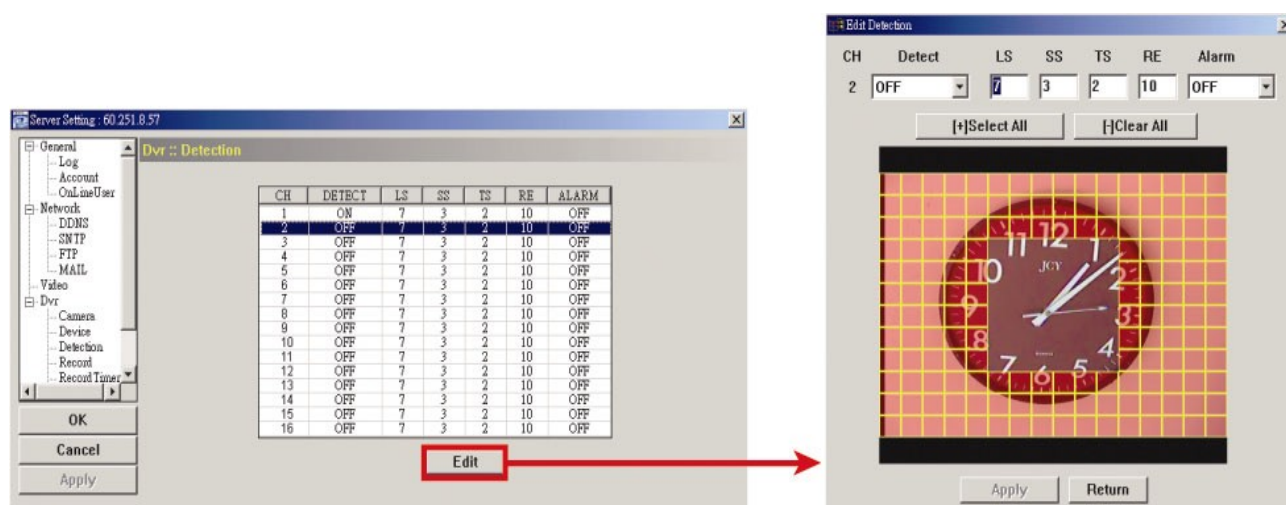 Server Setting : 60.251.8.57
General
Log
Account
OnLineUser
Network
DDNS
SNTP
FTP
MAIL
Video
Dvr
Camera
Device
Detection
Record
Record Timer
OK
Cancel
Apply
Dvr :: Detection
CH DETECT LS SS TS RE ALARM
1 ON 7 3 2 10 OFF
2 OFF 7 3 2 10 OFF
3 OFF 7 3 2 10 OFF
4 OFF 7 3 2 10 OFF
5 OFF 7 3 2 10 OFF
6 OFF 7 3 2 10 OFF
7 OFF 7 3 2 10 OFF
8 OFF 7 3 2 10 OFF
9 OFF 7 3 2 10 OFF
10 OFF 7 3 2 10 OFF
11 OFF 7 3 2 10 OFF
12 OFF 7 3 2 10 OFF
13 OFF 7 3 2 10 OFF
14 OFF 7 3 2 10 OFF
15 OFF 7 3 2 10 OFF
16 OFF 7 3 2 10 OFF
Edit
Edit Detection
CH Detect LS SS TS RE Alarm
2 OFF 7 3 2 10 OFF
[+]Select All [-]Clear All
11 12 1
10 JCY 2
9 3
8 4
7 6 5
Apply Return